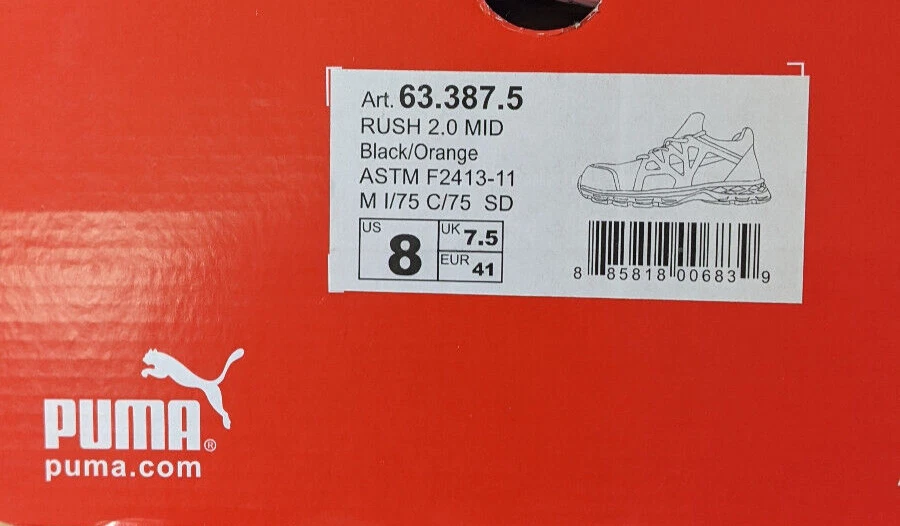 Art. 63.387.5
RUSH 2.0 MID
Black/Orange
ASTM F2413-11
M I/75 C/75 SD
US 8
UK 7.5
EUR 41
8 85818 00683 9
PUMA®
puma.com